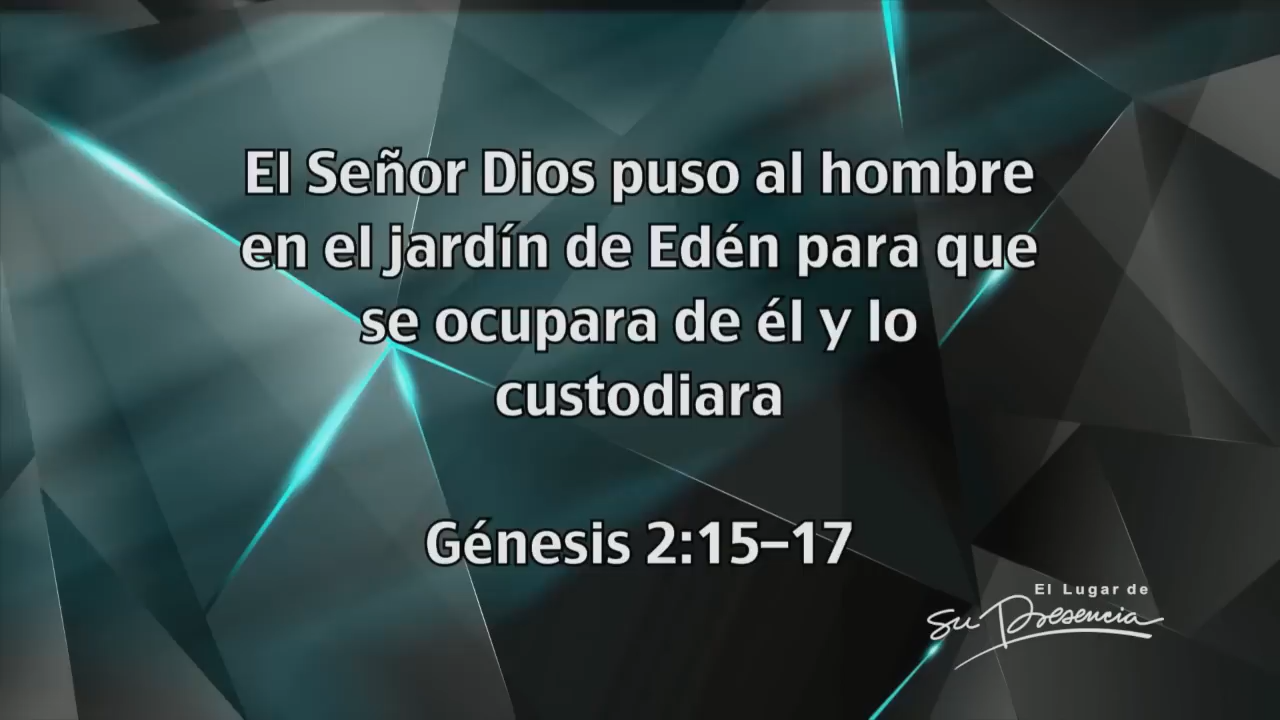 El Señor Dios puso al hombre
en el jardín de Edén para que
se ocupara de él y lo
custodiara
Génesis 2:15–17
El Lugar de
Su Presencia